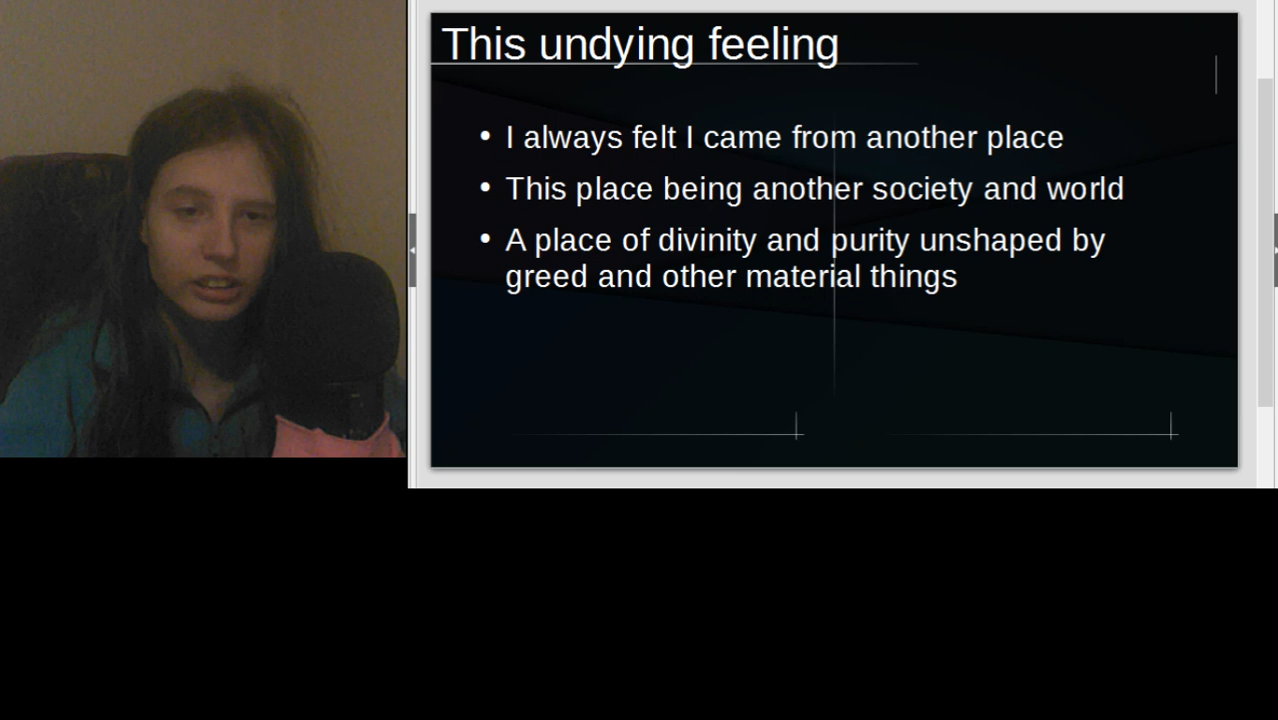 This undying feeling
• I always felt I came from another place
• This place being another society and world
• A place of divinity and purity unshaped by
greed and other material things